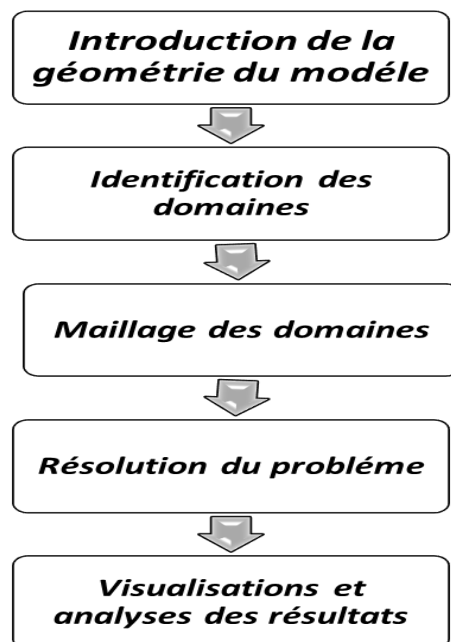 Introduction de la
géométrie du modéle
Identification des
domaines
Maillage des domaines
Résolution du probléme
Visualisations et
analyses des résultats